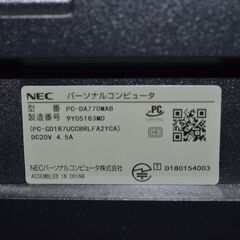 NEC パーソナルコンピュータ
型 番 PC-DA770MAB
製造番号 9Y05183MD
(PC-GD187UCCBRLFA2YCA)
DC20V 4.5A
NECパーソナルコンピュータ株式会社
ASSEMBLED IN CHINA
PC
D180154003